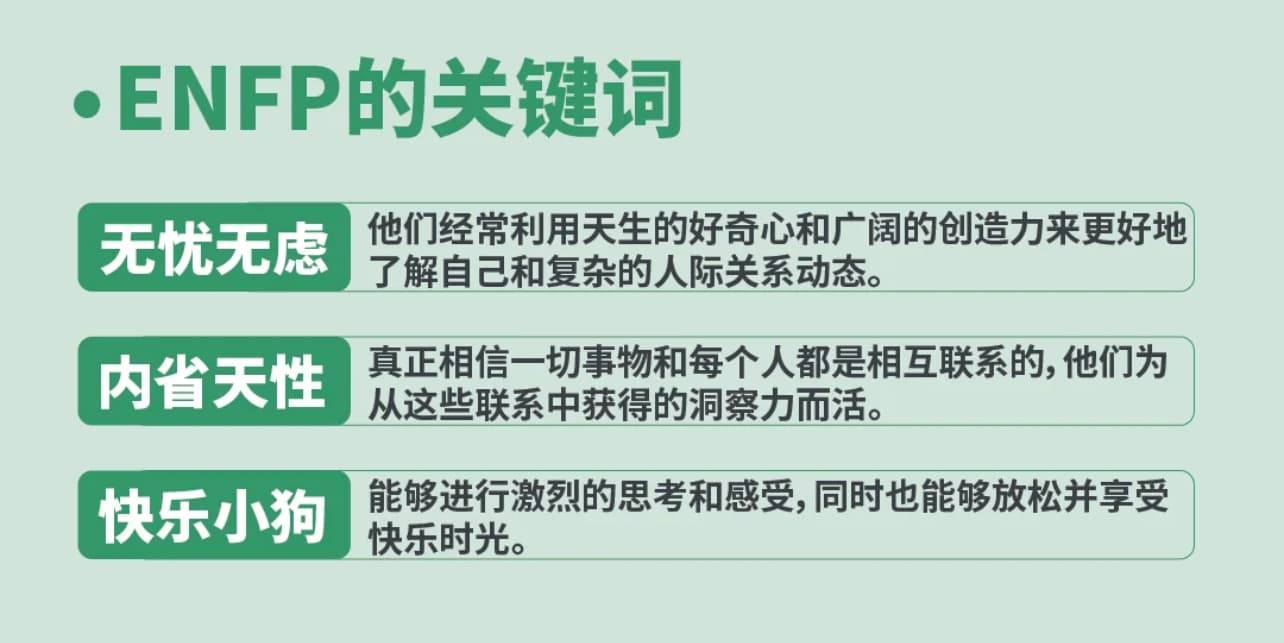 •ENFP的关键词
无忧无虑
他们经常利用天生的好奇心和广阔的创造力来更好地
了解自己和复杂的人际关系动态。
内省天性
真正相信一切事物和每个人都是相互联系的，他们为
从这些联系中获得的洞察力而活。
快乐小狗
能够进行激烈的思考和感受，同时也能够放松并享受
快乐时光。